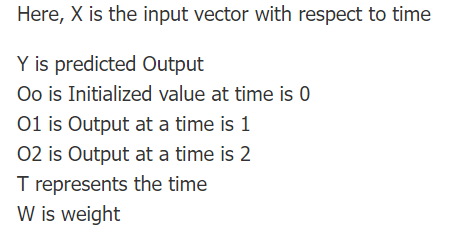 Here, X is the input vector with respect to time
Y is predicted Output
Oo is Initialized value at time is 0
O1 is Output at a time is 1
O2 is Output at a time is 2
T represents the time
W is weight